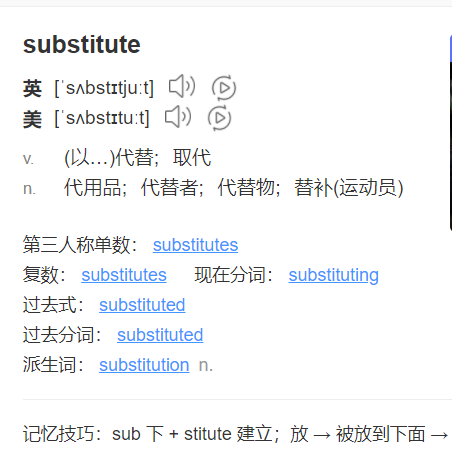 substitute
英 [ˈsʌbstɪtjuːt]
美 [ˈsʌbstɪtuːt]
v. (以…)代替；取代
n. 代用品；代替者；代替物；替补(运动员)
第三人称单数： substitutes
复数： substitutes 现在分词： substituting
过去式： substituted
过去分词： substituted
派生词： substitution n.
记忆技巧：sub 下 + stitute 建立；放 → 被放到下面 →